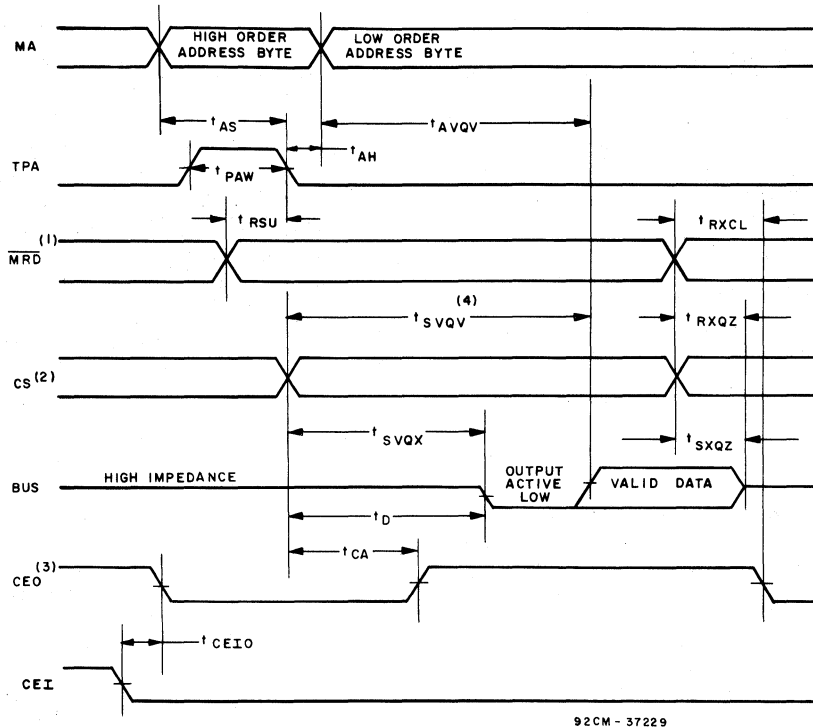 MA
HIGH ORDER
ADDRESS BYTE
LOW ORDER
ADDRESS BYTE
tAS
tAVQV
tAH
TPA
tPAW
tRSU
tRXCL
MRD(1)
(4)
tSVQV
tRXQZ
CS(2)
tSVQX
tSXQZ
BUS
HIGH IMPEDANCE
OUTPUT
ACTIVE
LOW
VALID DATA
tD
tCA
CEO(3)
tCEIO
CEI
92CM-37229